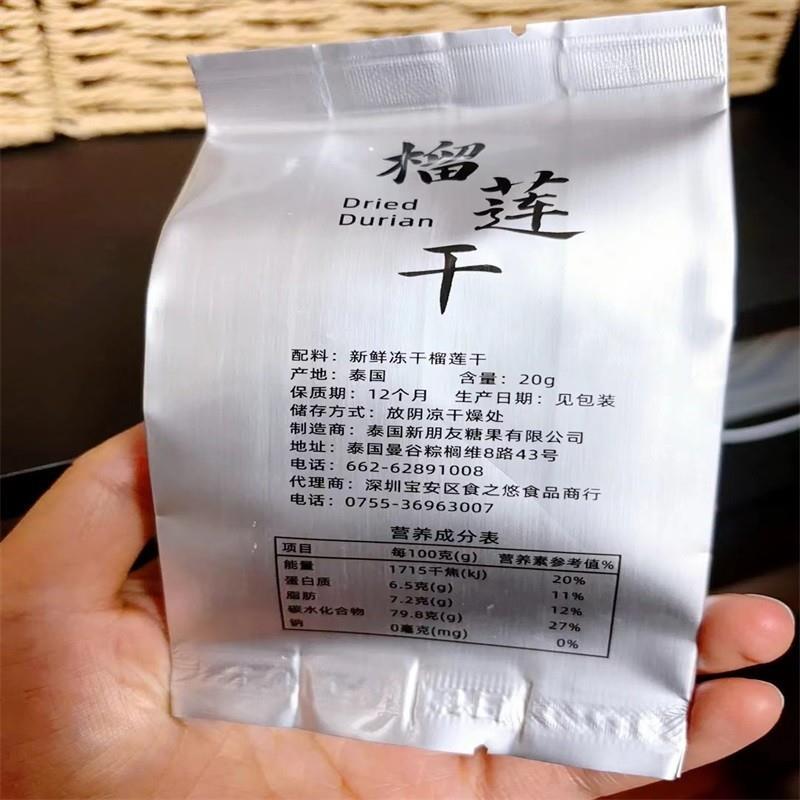 榴莲干
Dried
Durian
配料：新鲜冻干榴莲干
产地：泰国 含量：20g
保质期：12个月 生产日期：见包装
储存方式：放阴凉干燥处
制造商：泰国新朋友糖果有限公司
地址：泰国曼谷粽榈维8路43号
电话：662-62891008
代理商：深圳宝安区食之悠食品商行
电话：0755-36963007
营养成分表
项目 每100克(g) 营养素参考值%
能量 1715千焦(kJ) 20%
蛋白质 6.5克(g) 11%
脂肪 7.2克(g) 12%
碳水化合物 79.8克(g) 27%
钠 0毫克(mg) 0%